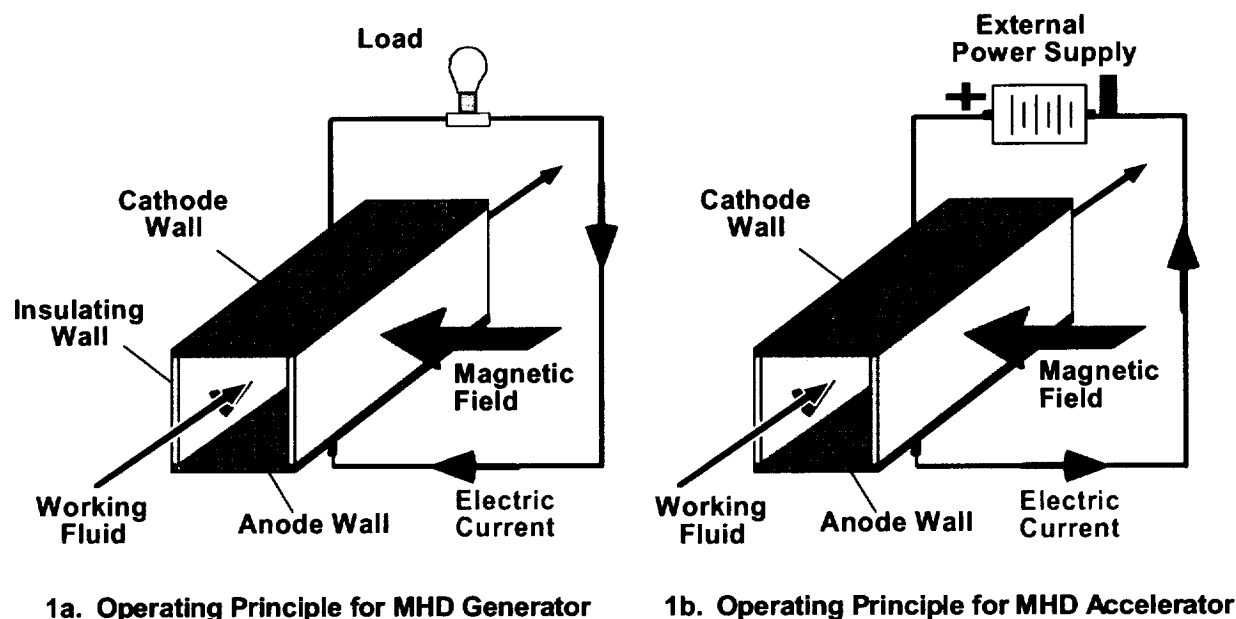 Load
Cathode
Wall
Insulating
Wall
Magnetic
Field
Working
Fluid
Anode Wall
Electric
Current
1a. Operating Principle for MHD Generator
External
Power Supply
+
Cathode
Wall
Magnetic
Field
Working
Fluid
Anode Wall
Electric
Current
1b. Operating Principle for MHD Accelerator